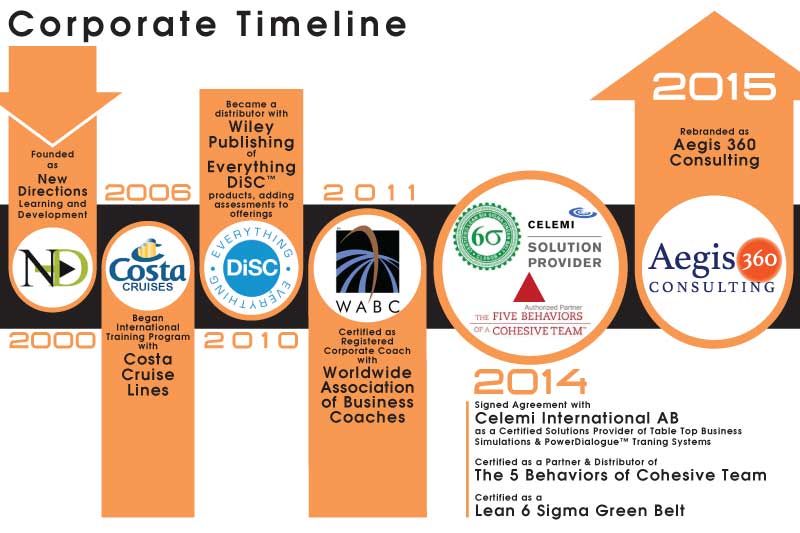 Corporate Timeline
Founded
as
New
Directions
Learning and
Development
ND
2000
2006
Costa
CRUISES
Began
International
Training Program
with
Costa
Cruise
Lines
Became a
distributor with
Wiley
Publishing
of
Everything
DiSC™
products, adding
assessments to
offerings
EVERYTHING
DiSC
EVERYTHING
2010
2011
WABC
Certified as
Registered
Corporate Coach
with
Worldwide
Association
of Business
Coaches
6σ
CELEMI
SOLUTION
PROVIDER
Authorized Partner
THE FIVE BEHAVIORS
OF A COHESIVE TEAM™
2014
Signed Agreement with
Celemi International AB
as a Certified Solutions Provider of Table Top Business
Simulations & PowerDialogue™ Traning Systems
Certified as a Partner & Distributor of
The 5 Behaviors of Cohesive Team
Certified as a
Lean 6 Sigma Green Belt
2015
Rebranded as
Aegis 360
Consulting
Aegis 360
CONSULTING